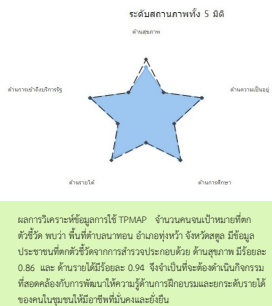 ระดับสถานภาพทั้ง 5 มิติ
ด้านสุขภาพ
ด้านการเข้าถึงบริการรัฐ
ด้านความเป็นอยู่
ด้านรายได้
ด้านการศึกษา
ผลการวิเคราะห์ข้อมูลการใช้ TPMAP จำนวนคนจนเป้าหมายที่ตก
ตัวชี้วัด พบว่า พื้นที่ตำบลนาทอน อำเภอทุ่งหว้า จังหวัดสตูล มีข้อมูล
ประชาชนที่ตกตัวชี้วัดจากการสำรวจประกอบด้วย ด้านสุขภาพ มีร้อยละ
0.86 และ ด้านรายได้มีร้อยละ 0.94 จึงจำเป็นที่จะต้องดำเนินกิจกรรม
ที่สอดคล้องกับการพัฒนาให้ความรู้ด้านการฝึกอบรมและยกระดับรายได้
ของคนในชุมชนให้มีอาชีพที่มั่นคงและยั่งยืน